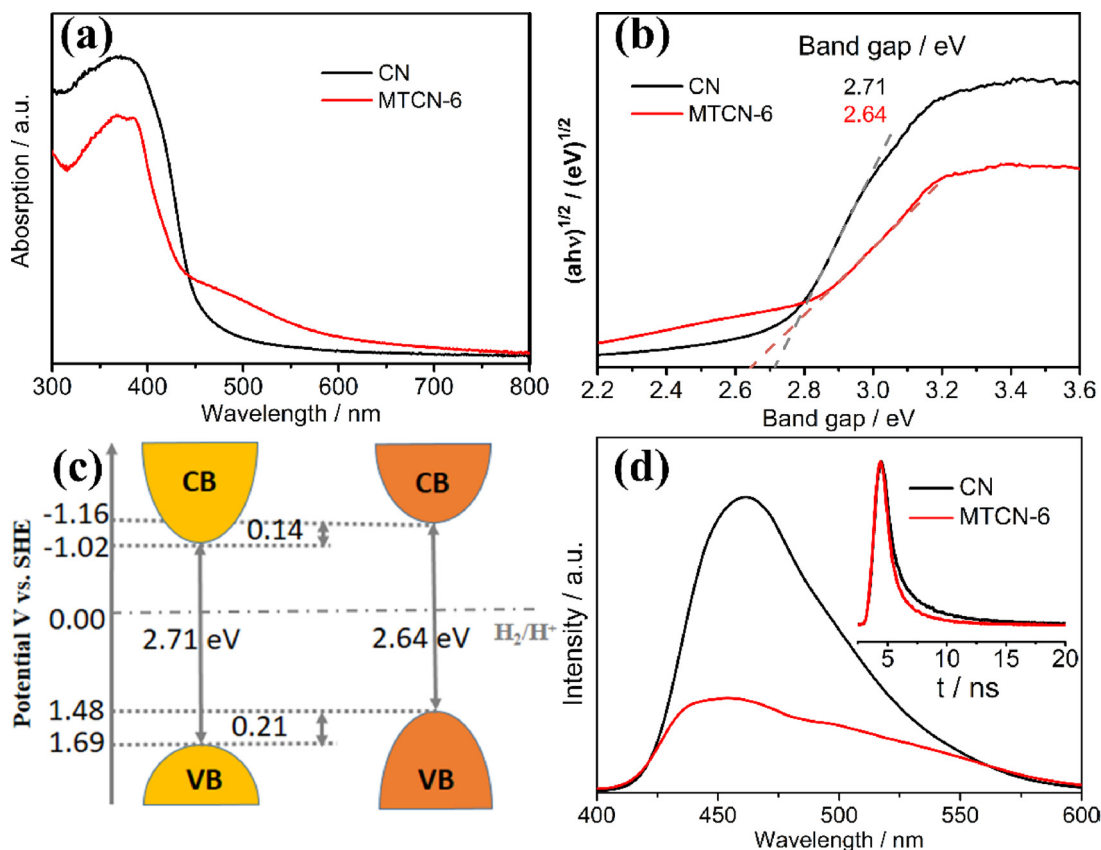 (a)
CN
MTCN-6
Abosrption / a.u.
300 400 500 600 700 800
Wavelength / nm
(b)
Band gap / eV
CN 2.71
MTCN-6 2.64
(ahν)1/2 / (eV)1/2
2.2 2.4 2.6 2.8 3.0 3.2 3.4 3.6
Band gap / eV
(c)
Potential V vs. SHE
CB CB
-1.16
0.14
-1.02
0.00
H2/H+
2.71 eV 2.64 eV
1.48
0.21
1.69
VB VB
(d)
CN
MTCN-6
5 10 15 20
t / ns
Intensity / a.u.
400 450 500 550 600
Wavelength / nm